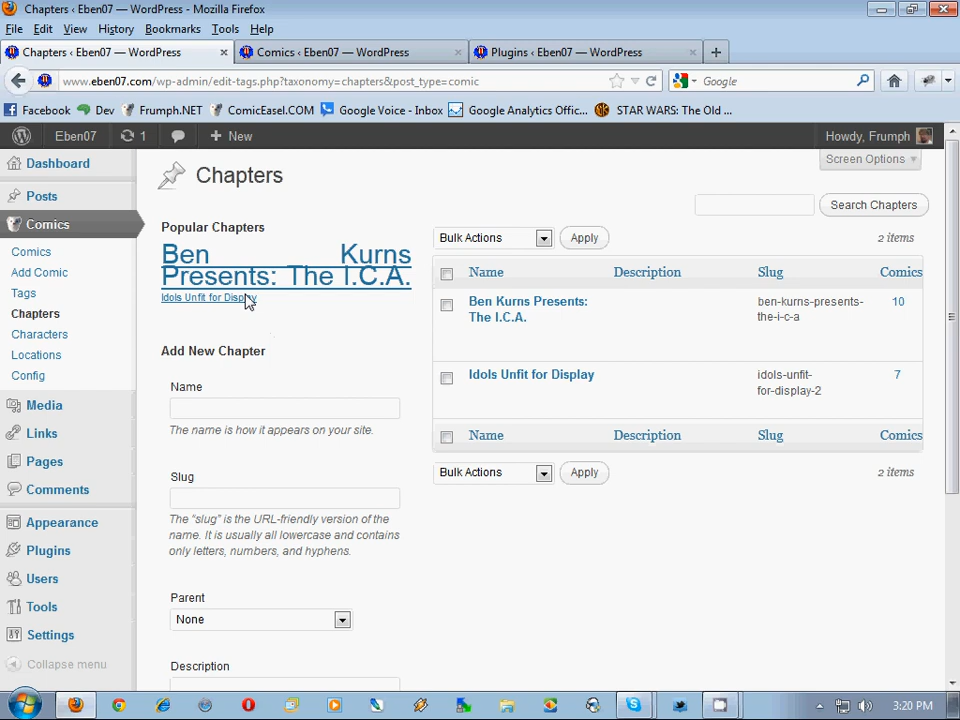 Chapters ‹ Eben07 — WordPress - Mozilla Firefox
File Edit View History Bookmarks Tools Help
Chapters ‹ Eben07 — WordPress × Comics ‹ Eben07 — WordPress × Plugins ‹ Eben07 — WordPress × +
www.eben07.com/wp-admin/edit-tags.php?taxonomy=chapters&post_type=comic Google
Facebook Dev Frumph.NET ComicEasel.COM Google Voice - Inbox Google Analytics Offic... STAR WARS: The Old ...
Eben07 1 + New Howdy, Frumph
Screen Options
Dashboard
Posts
Comics
Comics
Add Comic
Tags
Chapters
Characters
Locations
Config
Media
Links
Pages
Comments
Appearance
Plugins
Users
Tools
Settings
Collapse menu
Chapters
Search Chapters
Popular Chapters
Ben Kurns
Presents: The I.C.A.
Idols Unfit for Display
Add New Chapter
Name
The name is how it appears on your site.
Slug
The “slug” is the URL-friendly version of the
name. It is usually all lowercase and contains
only letters, numbers, and hyphens.
Parent
None
Description
Bulk Actions Apply 2 items
Name Description Slug Comics
Ben Kurns Presents: ben-kurns-presents- 10
The I.C.A. the-i-c-a
Idols Unfit for Display idols-unfit- 7
for-display-2
Name Description Slug Comics
Bulk Actions Apply 2 items
3:20 PM